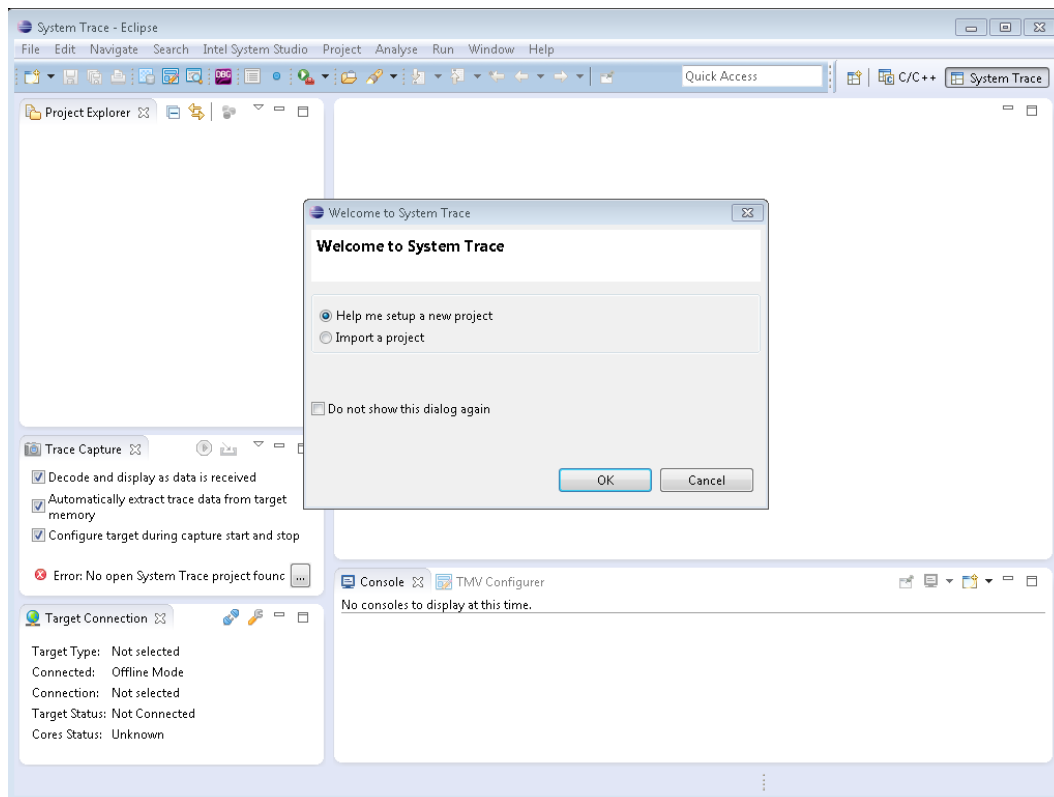 System Trace - Eclipse
File Edit Navigate Search Intel System Studio Project Analyse Run Window Help
DBG
Quick Access
C/C++
System Trace
Project Explorer
Welcome to System Trace
Welcome to System Trace
Help me setup a new project
Import a project
Do not show this dialog again
OK Cancel
Trace Capture
Decode and display as data is received
Automatically extract trace data from target
memory
Configure target during capture start and stop
Error: No open System Trace project found
...
Console TMV Configurer
No consoles to display at this time.
Target Connection
Target Type: Not selected
Connected: Offline Mode
Connection: Not selected
Target Status: Not Connected
Cores Status: Unknown